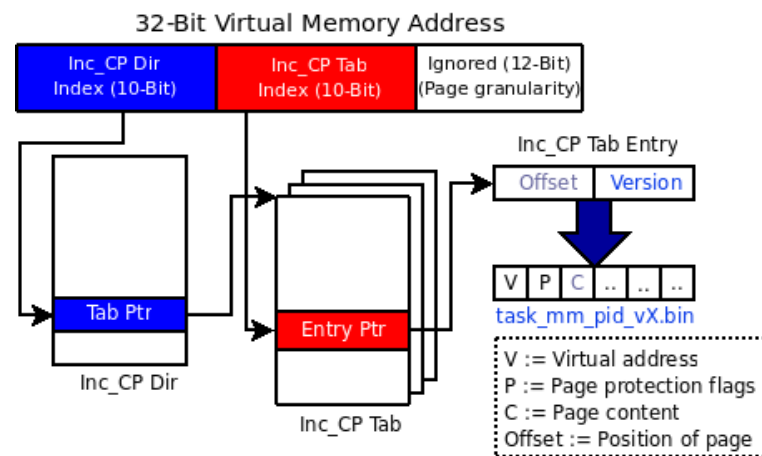 32-Bit Virtual Memory Address
Inc_CP Dir
Index (10-Bit)
Inc_CP Tab
Index (10-Bit)
Ignored (12-Bit)
(Page granularity)
Inc_CP Tab Entry
Offset
Version
V P C .. .. ..
task_mm_pid_vX.bin
Tab Ptr
Entry Ptr
Inc_CP Dir
Inc_CP Tab
V := Virtual address
P := Page protection flags
C := Page content
Offset := Position of page